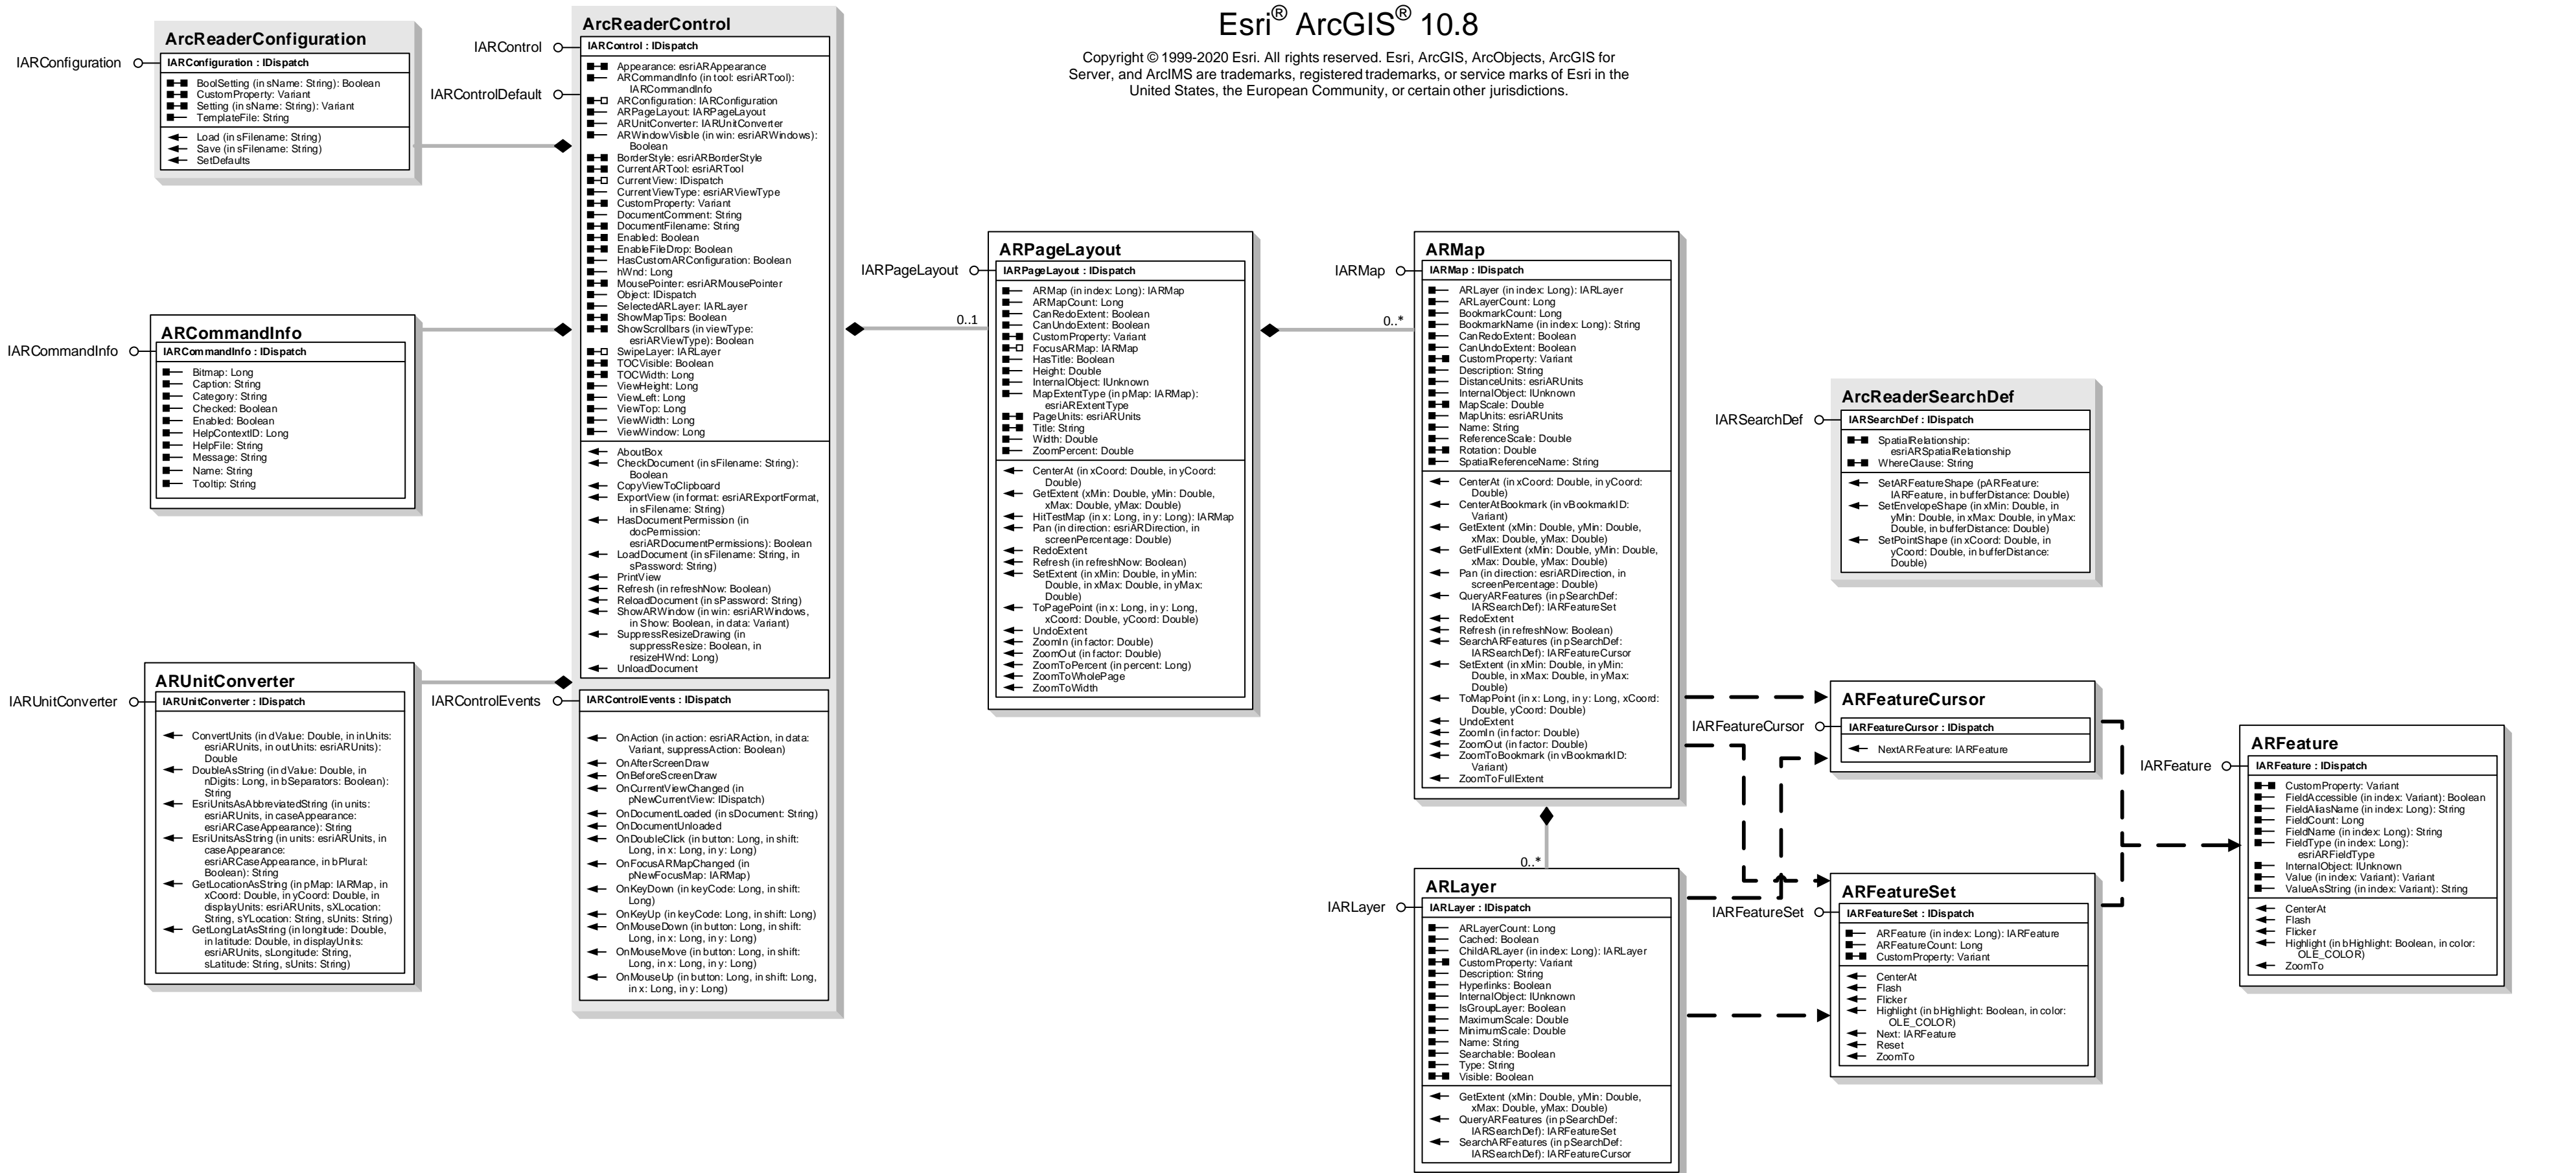 Esri® ArcGIS® 10.8
Copyright © 1999-2020 Esri. All rights reserved. Esri, ArcGIS, ArcObjects, ArcGIS for
Server, and ArcIMS are trademarks, registered trademarks, or service marks of Esri in the
United States, the European Community, or certain other jurisdictions.
ArcReaderConfiguration
IARConfiguration
IARConfiguration : IDispatch
BoolSetting (in sName: String): Boolean
CustomProperty: Variant
Setting (in sName: String): Variant
TemplateFile: String
Load (in sFilename: String)
Save (in sFilename: String)
SetDefaults
ARCommandInfo
IARCommandInfo
IARCommandInfo : IDispatch
Bitmap: Long
Caption: String
Category: String
Checked: Boolean
Enabled: Boolean
HelpContextID: Long
HelpFile: String
Message: String
Name: String
Tooltip: String
ARUnitConverter
IARUnitConverter
IARUnitConverter : IDispatch
ConvertUnits (in dValue: Double, in inUnits:
esriARUnits, in outUnits: esriARUnits):
Double
DoubleAsString (in dValue: Double, in
nDigits: Long, in bSeparators: Boolean):
String
EsriUnitsAsAbbreviatedString (in units:
esriARUnits, in caseAppearance:
esriARCaseAppearance): String
EsriUnitsAsString (in units: esriARUnits, in
caseAppearance:
esriARCaseAppearance, in bPlural:
Boolean): String
GetLocationAsString (in pMap: IARMap, in
xCoord: Double, in yCoord: Double, in
displayUnits: esriARUnits, sXLocation:
String, sYLocation: String, sUnits: String)
GetLongLatAsString (in longitude: Double,
in latitude: Double, in displayUnits:
esriARUnits, sLongitude: String,
sLatitude: String, sUnits: String)
ArcReaderControl
IARControl
IARControlDefault
IARControl : IDispatch
Appearance: esriARAppearance
ARCommandInfo (in tool: esriARTool):
IARCommandInfo
ARConfiguration: IARConfiguration
ARPageLayout: IARPageLayout
ARUnitConverter: IARUnitConverter
ARWindowVisible (in win: esriARWindows):
Boolean
BorderStyle: esriARBorderStyle
CurrentARTool: esriARTool
CurrentView: IDispatch
CurrentViewType: esriARViewType
CustomProperty: Variant
DocumentComment: String
DocumentFilename: String
Enabled: Boolean
EnableFileDrop: Boolean
HasCustomARConfiguration: Boolean
hWnd: Long
MousePointer: esriARMousePointer
Object: IDispatch
SelectedARLayer: IARLayer
ShowMapTips: Boolean
ShowScrollbars (in viewType:
esriARViewType): Boolean
SwipeLayer: IARLayer
TOCVisible: Boolean
TOCWidth: Long
ViewHeight: Long
ViewLeft: Long
ViewTop: Long
ViewWidth: Long
ViewWindow: Long
AboutBox
CheckDocument (in sFilename: String):
Boolean
CopyViewToClipboard
ExportView (in format: esriARExportFormat,
in sFilename: String)
HasDocumentPermission (in
docPermission:
esriARDocumentPermissions): Boolean
LoadDocument (in sFilename: String, in
sPassword: String)
PrintView
Refresh (in refreshNow: Boolean)
ReloadDocument (in sPassword: String)
ShowARWindow (in win: esriARWindows,
in Show: Boolean, in data: Variant)
SuppressResizeDrawing (in
suppressResize: Boolean, in
resizeHWnd: Long)
UnloadDocument
IARControlEvents
IARControlEvents : IDispatch
OnAction (in action: esriARAction, in data:
Variant, suppressAction: Boolean)
OnAfterScreenDraw
OnBeforeScreenDraw
OnCurrentViewChanged (in
pNewCurrentView: IDispatch)
OnDocumentLoaded (in sDocument: String)
OnDocumentUnloaded
OnDoubleClick (in button: Long, in shift:
Long, in x: Long, in y: Long)
OnFocusARMapChanged (in
pNewFocusMap: IARMap)
OnKeyDown (in keyCode: Long, in shift:
Long)
OnKeyUp (in keyCode: Long, in shift: Long)
OnMouseDown (in button: Long, in shift:
Long, in x: Long, in y: Long)
OnMouseMove (in button: Long, in shift:
Long, in x: Long, in y: Long)
OnMouseUp (in button: Long, in shift: Long,
in x: Long, in y: Long)
0..1
ARPageLayout
IARPageLayout
IARPageLayout : IDispatch
ARMap (in index: Long): IARMap
ARMapCount: Long
CanRedoExtent: Boolean
CanUndoExtent: Boolean
CustomProperty: Variant
FocusARMap: IARMap
HasTitle: Boolean
Height: Double
InternalObject: IUnknown
MapExtentType (in pMap: IARMap):
esriARExtentType
PageUnits: esriARUnits
Title: String
Width: Double
ZoomPercent: Double
CenterAt (in xCoord: Double, in yCoord:
Double)
GetExtent (xMin: Double, yMin: Double,
xMax: Double, yMax: Double)
HitTestMap (in x: Long, in y: Long): IARMap
Pan (in direction: esriARDirection, in
screenPercentage: Double)
RedoExtent
Refresh (in refreshNow: Boolean)
SetExtent (in xMin: Double, in yMin:
Double, in xMax: Double, in yMax:
Double)
ToPagePoint (in x: Long, in y: Long,
xCoord: Double, yCoord: Double)
UndoExtent
ZoomIn (in factor: Double)
ZoomOut (in factor: Double)
ZoomToPercent (in percent: Long)
ZoomToWholePage
ZoomToWidth
0..*
ARMap
IARMap
IARMap : IDispatch
ARLayer (in index: Long): IARLayer
ARLayerCount: Long
BookmarkCount: Long
BookmarkName (in index: Long): String
CanRedoExtent: Boolean
CanUndoExtent: Boolean
CustomProperty: Variant
Description: String
DistanceUnits: esriARUnits
InternalObject: IUnknown
MapScale: Double
MapUnits: esriARUnits
Name: String
ReferenceScale: Double
Rotation: Double
SpatialReferenceName: String
CenterAt (in xCoord: Double, in yCoord:
Double)
CenterAtBookmark (in vBookmarkID:
Variant)
GetExtent (xMin: Double, yMin: Double,
xMax: Double, yMax: Double)
GetFullExtent (xMin: Double, yMin: Double,
xMax: Double, yMax: Double)
Pan (in direction: esriARDirection, in
screenPercentage: Double)
QueryARFeatures (in pSearchDef:
IARSearchDef): IARFeatureSet
RedoExtent
Refresh (in refreshNow: Boolean)
SearchARFeatures (in pSearchDef:
IARSearchDef): IARFeatureCursor
SetExtent (in xMin: Double, in yMin:
Double, in xMax: Double, in yMax:
Double)
ToMapPoint (in x: Long, in y: Long, xCoord:
Double, yCoord: Double)
UndoExtent
ZoomIn (in factor: Double)
ZoomOut (in factor: Double)
ZoomToBookmark (in vBookmarkID:
Variant)
ZoomToFullExtent
0..*
ARLayer
IARLayer
IARLayer : IDispatch
ARLayerCount: Long
Cached: Boolean
ChildARLayer (in index: Long): IARLayer
CustomProperty: Variant
Description: String
Hyperlinks: Boolean
InternalObject: IUnknown
IsGroupLayer: Boolean
MaximumScale: Double
MinimumScale: Double
Name: String
Searchable: Boolean
Type: String
Visible: Boolean
GetExtent (xMin: Double, yMin: Double,
xMax: Double, yMax: Double)
QueryARFeatures (in pSearchDef:
IARSearchDef): IARFeatureSet
SearchARFeatures (in pSearchDef:
IARSearchDef): IARFeatureCursor
ArcReaderSearchDef
IARSearchDef
IARSearchDef : IDispatch
SpatialRelationship:
esriARSpatialRelationship
WhereClause: String
SetARFeatureShape (pARFeature:
IARFeature, in bufferDistance: Double)
SetEnvelopeShape (in xMin: Double, in
yMin: Double, in xMax: Double, in yMax:
Double, in bufferDistance: Double)
SetPointShape (in xCoord: Double, in
yCoord: Double, in bufferDistance:
Double)
ARFeatureCursor
IARFeatureCursor
IARFeatureCursor : IDispatch
NextARFeature: IARFeature
ARFeatureSet
IARFeatureSet
IARFeatureSet : IDispatch
ARFeature (in index: Long): IARFeature
ARFeatureCount: Long
CustomProperty: Variant
CenterAt
Flash
Flicker
Highlight (in bHighlight: Boolean, in color:
OLE_COLOR)
Next: IARFeature
Reset
ZoomTo
ARFeature
IARFeature
IARFeature : IDispatch
CustomProperty: Variant
FieldAccessible (in index: Variant): Boolean
FieldAliasName (in index: Long): String
FieldCount: Long
FieldName (in index: Long): String
FieldType (in index: Long):
esriARFieldType
InternalObject: IUnknown
Value (in index: Variant): Variant
ValueAsString (in index: Variant): String
CenterAt
Flash
Flicker
Highlight (in bHighlight: Boolean, in color:
OLE_COLOR)
ZoomTo